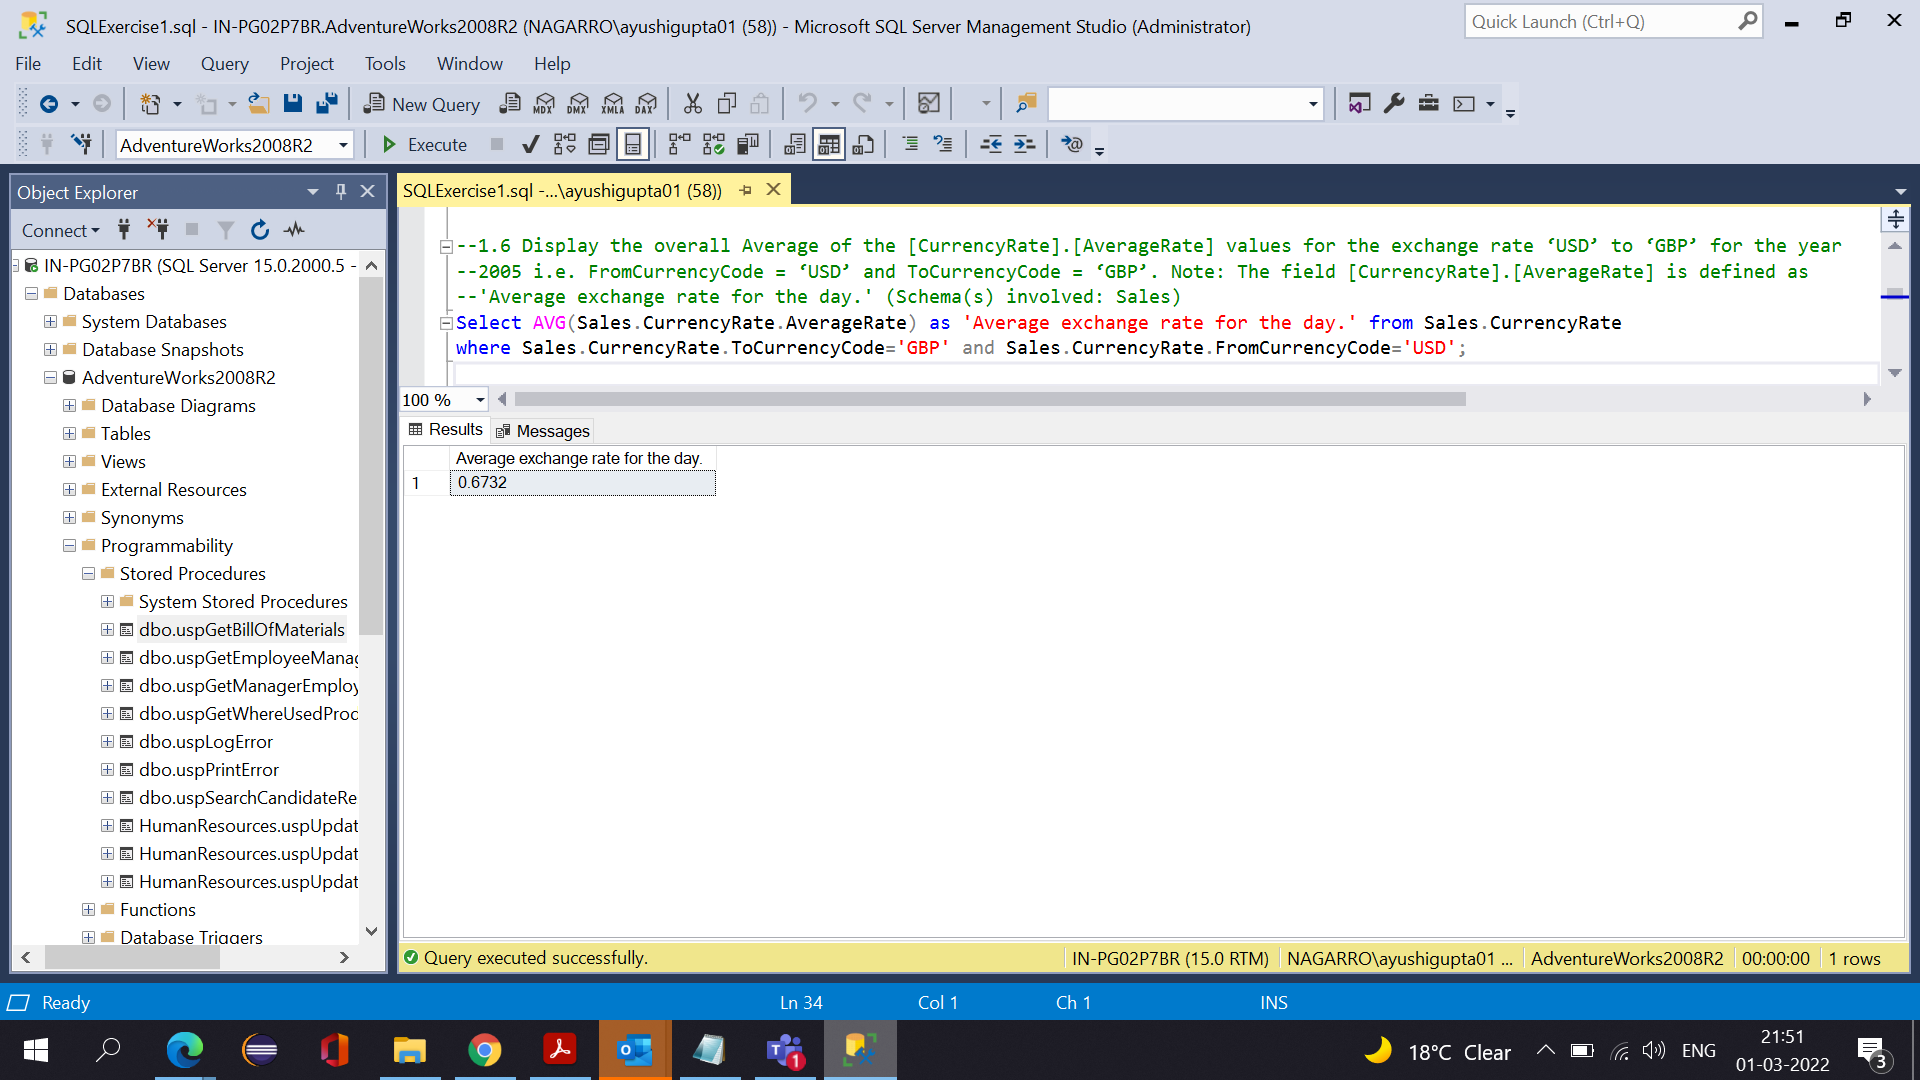 SQLExercise1.sql - IN-PG02P7BR.AdventureWorks2008R2 (NAGARRO\ayushigupta01 (58)) - Microsoft SQL Server Management Studio (Administrator)
Quick Launch (Ctrl+Q)
File Edit View Query Project Tools Window Help
New Query MDX DMX XMLA DAX
AdventureWorks2008R2 Execute
Object Explorer
Connect
IN-PG02P7BR (SQL Server 15.0.2000.5 -
Databases
System Databases
Database Snapshots
AdventureWorks2008R2
Database Diagrams
Tables
Views
External Resources
Synonyms
Programmability
Stored Procedures
System Stored Procedures
dbo.uspGetBillOfMaterials
dbo.uspGetEmployeeManag
dbo.uspGetManagerEmploy
dbo.uspGetWhereUsedProc
dbo.uspLogError
dbo.uspPrintError
dbo.uspSearchCandidateRe
HumanResources.uspUpdat
HumanResources.uspUpdat
HumanResources.uspUpdat
Functions
Database Triggers
SQLExercise1.sql -...\ayushigupta01 (58))
--1.6 Display the overall Average of the [CurrencyRate].[AverageRate] values for the exchange rate ‘USD’ to ‘GBP’ for the year
--2005 i.e. FromCurrencyCode = ‘USD’ and ToCurrencyCode = ‘GBP’. Note: The field [CurrencyRate].[AverageRate] is defined as
--'Average exchange rate for the day.' (Schema(s) involved: Sales)
Select AVG(Sales.CurrencyRate.AverageRate) as 'Average exchange rate for the day.' from Sales.CurrencyRate
where Sales.CurrencyRate.ToCurrencyCode='GBP' and Sales.CurrencyRate.FromCurrencyCode='USD';
100 %
Results Messages
Average exchange rate for the day.
1 0.6732
Query executed successfully. IN-PG02P7BR (15.0 RTM) NAGARRO\ayushigupta01 ... AdventureWorks2008R2 00:00:00 1 rows
Ready Ln 34 Col 1 Ch 1 INS
1
18°C Clear ENG
21:51
01-03-2022
3